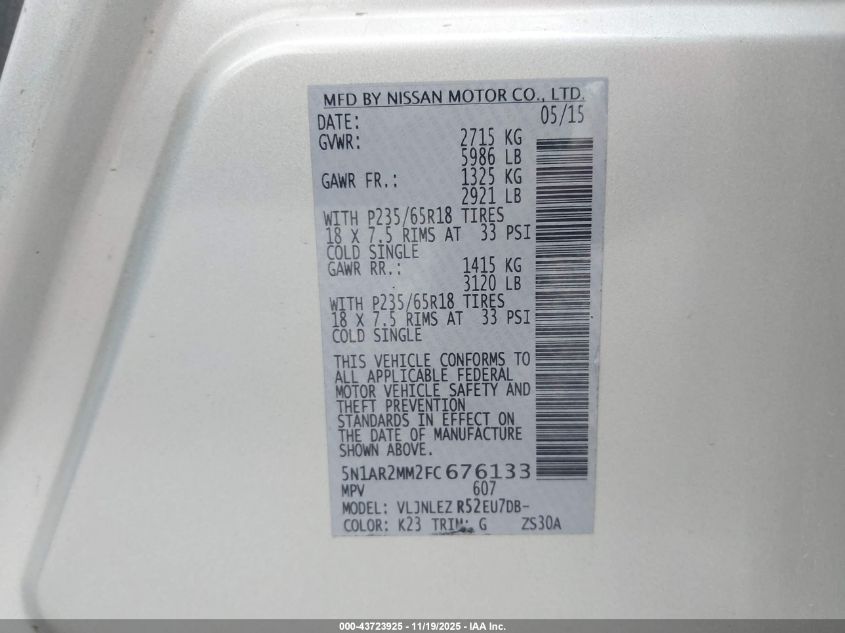 MFD BY NISSAN MOTOR CO., LTD.
DATE: 05/15
GVWR: 2715 KG
5986 LB
GAWR FR.: 1325 KG
2921 LB
WITH P235/65R18 TIRES
18 X 7.5 RIMS AT 33 PSI
COLD SINGLE
GAWR RR.: 1415 KG
3120 LB
WITH P235/65R18 TIRES
18 X 7.5 RIMS AT 33 PSI
COLD SINGLE
THIS VEHICLE CONFORMS TO
ALL APPLICABLE FEDERAL
MOTOR VEHICLE SAFETY AND
THEFT PREVENTION
STANDARDS IN EFFECT ON
THE DATE OF MANUFACTURE
SHOWN ABOVE.
5N1AR2MM2FC676133
MPV 607
MODEL: VLJNLEZ R52EU7DB-
COLOR: K23 TRIM: G ZS30A
000-43723925 - 11/19/2025 - IAA Inc.